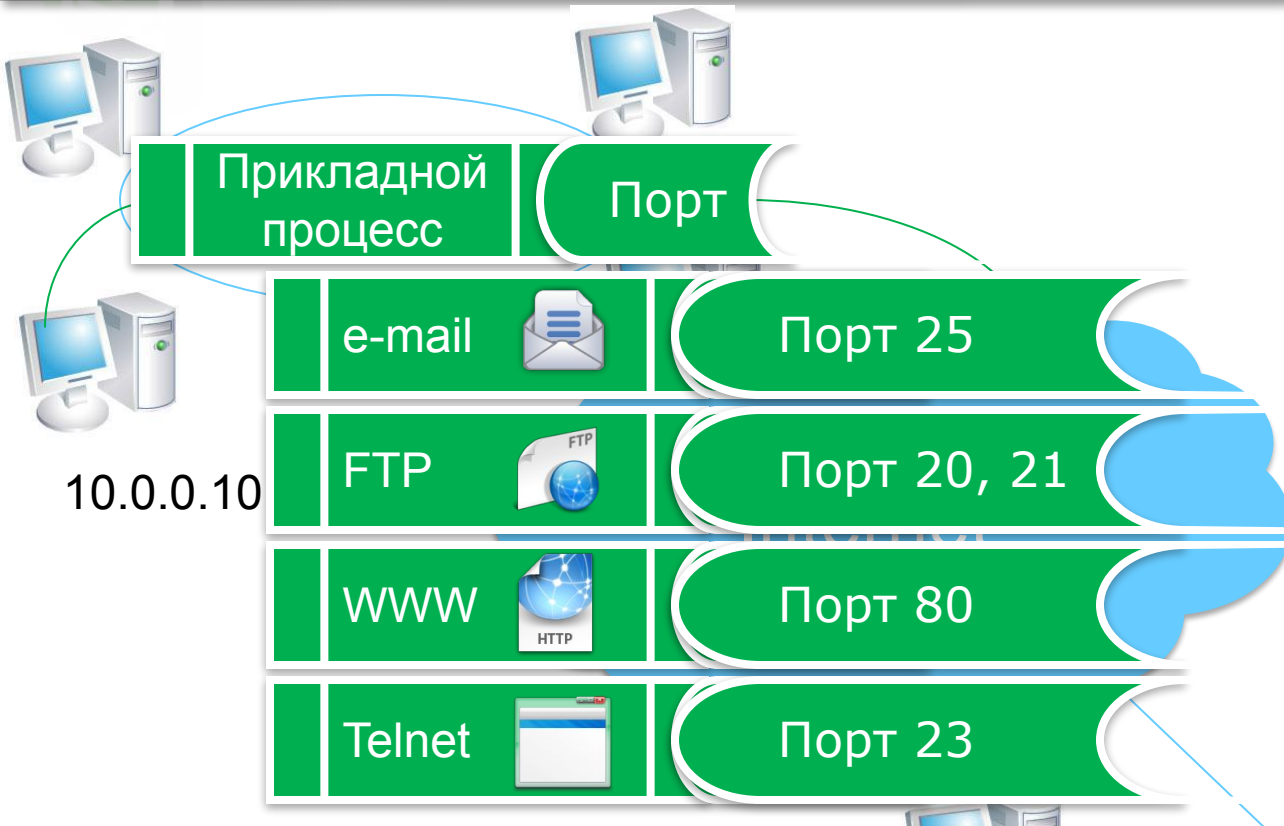 Прикладной
процесс
Порт
e-mail
Порт 25
FTP
FTP
Порт 20, 21
10.0.0.10
Internet
WWW
HTTP
Порт 80
Telnet
Порт 23